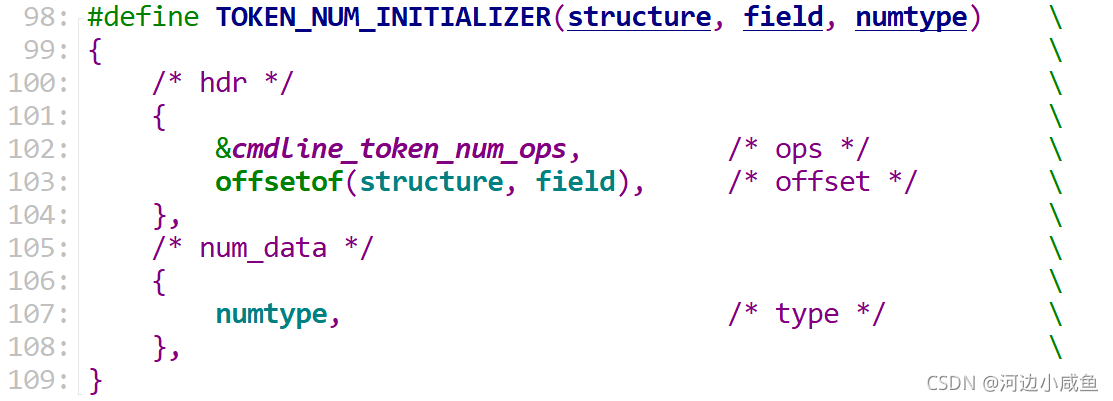 98: #define TOKEN_NUM_INITIALIZER(structure, field, numtype) \
99: { \
100: /* hdr */ \
101: { \
102: &cmdline_token_num_ops, /* ops */ \
103: offsetof(structure, field), /* offset */ \
104: }, \
105: /* num_data */ \
106: { \
107: numtype, /* type */ \
108: }, \
109: }
CSDN @河边小咸鱼